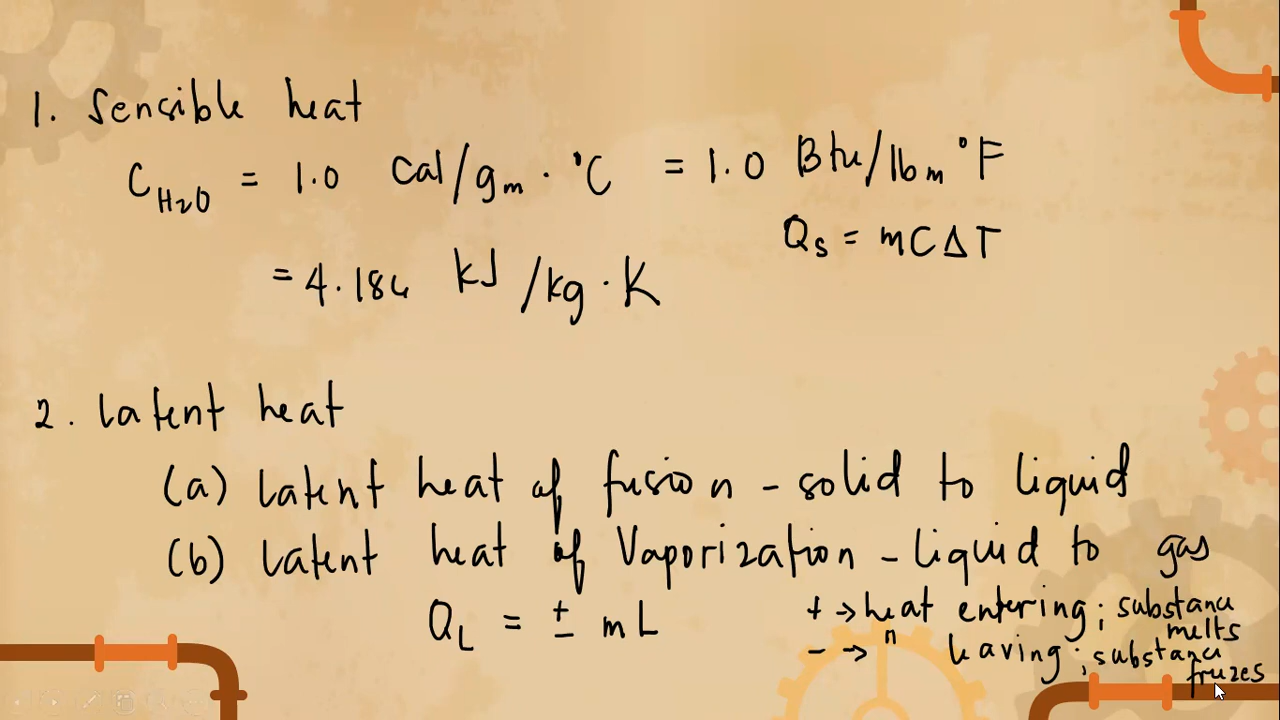 1. Sensible heat
C H2O = 1.0 Cal/gm · °C = 1.0 Btu/lbm °F
Qs = mCΔT
= 4.184 kJ/kg · K
2. Latent heat
(a) Latent heat of fusion - solid to liquid
(b) Latent heat of Vaporization - Liquid to gas
QL = ± mL
+ → heat entering ; substance melts
- → " leaving ; substance freezes